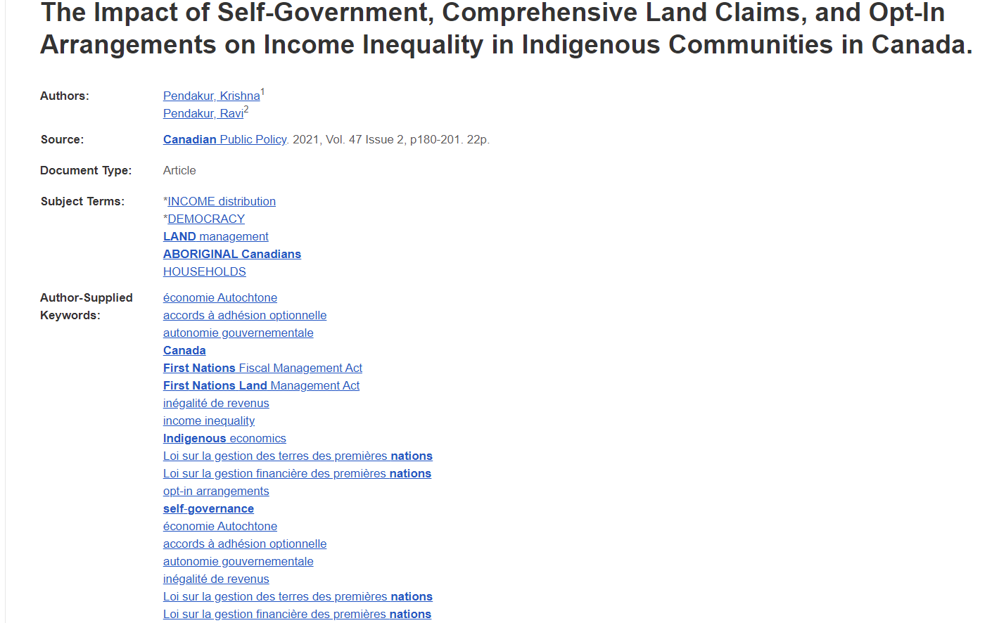 The Impact of Self-Government, Comprehensive Land Claims, and Opt-In
Arrangements on Income Inequality in Indigenous Communities in Canada.
Authors:
Pendakur, Krishna1
Pendakur, Ravi2
Source:
Canadian Public Policy. 2021, Vol. 47 Issue 2, p180-201. 22p.
Document Type:
Article
Subject Terms:
*INCOME distribution
*DEMOCRACY
LAND management
ABORIGINAL Canadians
HOUSEHOLDS
Author-Supplied
Keywords:
économie Autochtone
accords à adhésion optionnelle
autonomie gouvernementale
Canada
First Nations Fiscal Management Act
First Nations Land Management Act
inégalité de revenus
income inequality
Indigenous economics
Loi sur la gestion des terres des premières nations
Loi sur la gestion financière des premières nations
opt-in arrangements
self-governance
économie Autochtone
accords à adhésion optionnelle
autonomie gouvernementale
inégalité de revenus
Loi sur la gestion des terres des premières nations
Loi sur la gestion financière des premières nations